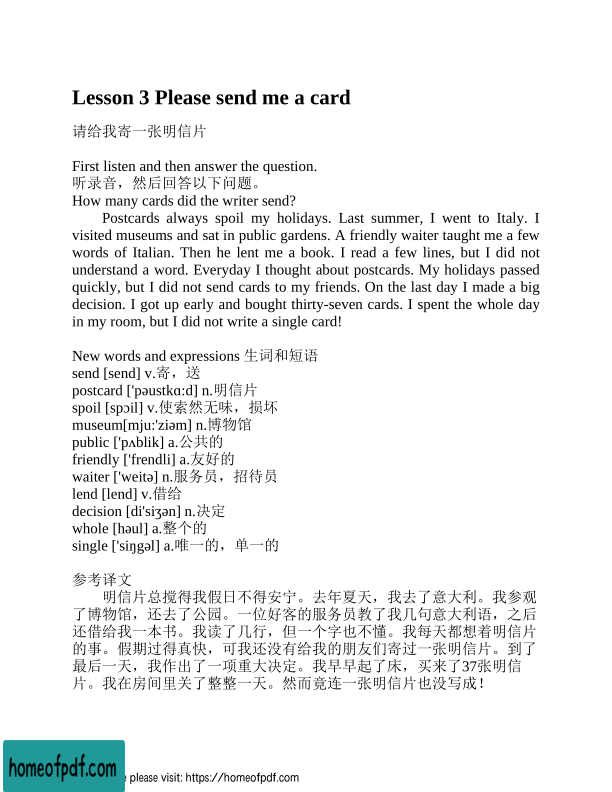 Lesson 3 Please send me a card
请给我寄一张明信片
First listen and then answer the question.
听录音，然后回答以下问题。
How many cards did the writer send?
Postcards always spoil my holidays. Last summer, I went to Italy. I
visited museums and sat in public gardens. A friendly waiter taught me a few
words of Italian. Then he lent me a book. I read a few lines, but I did not
understand a word. Everyday I thought about postcards. My holidays passed
quickly, but I did not send cards to my friends. On the last day I made a big
decision. I got up early and bought thirty-seven cards. I spent the whole day
in my room, but I did not write a single card!
New words and expressions 生词和短语
send [send] v.寄，送
postcard ['pəustkɑ:d] n.明信片
spoil [spɔil] v.使索然无味，损坏
museum[mju:'ziəm] n.博物馆
public ['pʌblik] a.公共的
friendly ['frendli] a.友好的
waiter ['weitə] n.服务员，招待员
lend [lend] v.借给
decision [di'siʒən] n.决定
whole [həul] a.整个的
single ['siŋgəl] a.唯一的，单一的
参考译文
明信片总搅得我假日不得安宁。去年夏天，我去了意大利。我参观
了博物馆，还去了公园。一位好客的服务员教了我几句意大利语，之后
还借给我一本书。我读了几行，但一个字也不懂。我每天都想着明信片
的事。假期过得真快，可我还没有给我的朋友们寄过一张明信片。到了
最后一天，我作出了一项重大决定。我早早起了床，买来了37张明信
片。我在房间里关了整整一天。然而竟连一张明信片也没写成！
homeofpdf.com
please visit: https://homeofpdf.com